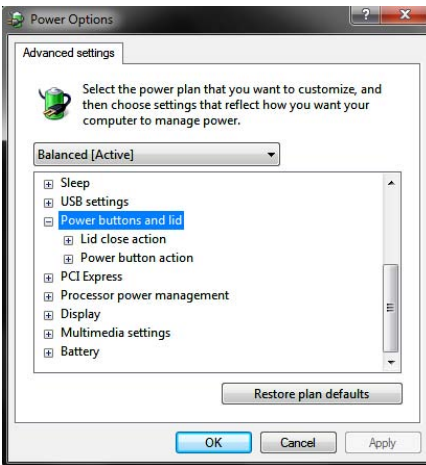 Power Options
Advanced settings
Select the power plan that you want to customize, and
then choose settings that reflect how you want your
computer to manage power.
Balanced [Active]
Sleep
USB settings
Power buttons and lid
Lid close action
Power button action
PCI Express
Processor power management
Display
Multimedia settings
Battery
Restore plan defaults
OK Cancel Apply